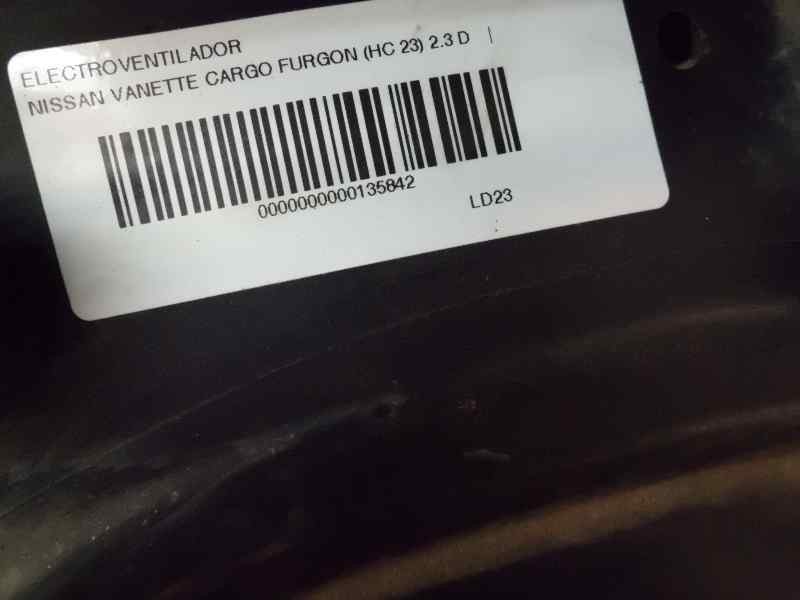 ELECTROVENTILADOR
NISSAN VANETTE CARGO FURGON (HC 23) 2.3 D |
0000000000135842
LD23